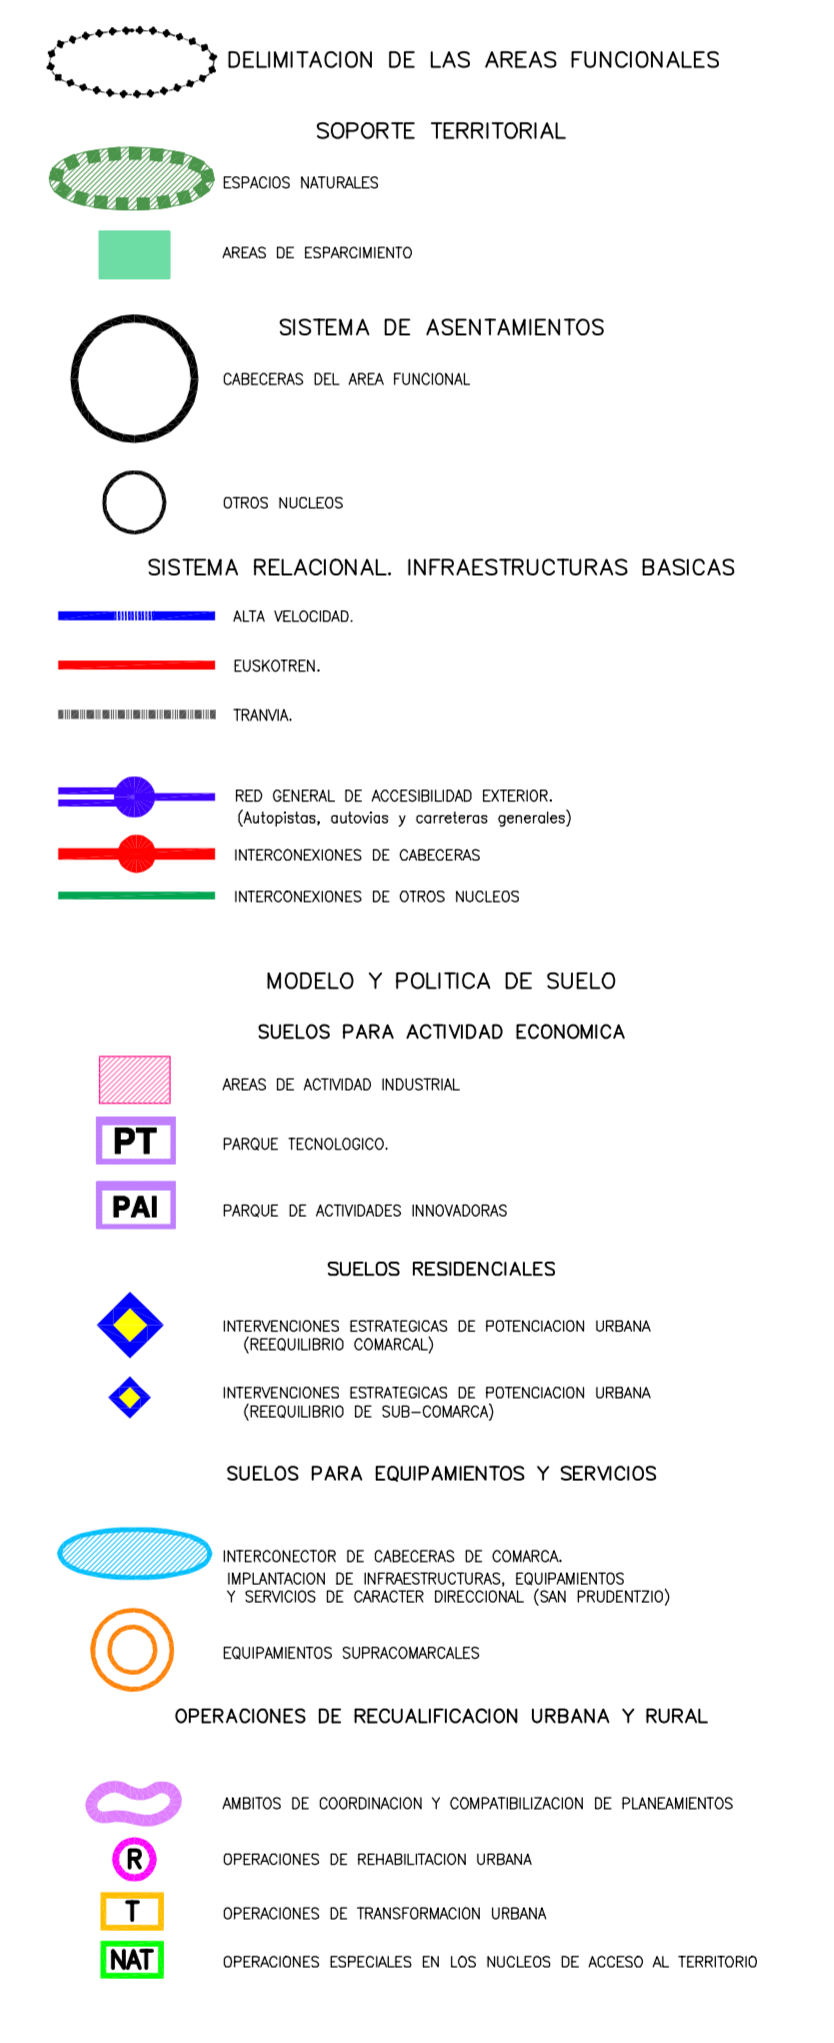 DELIMITACION DE LAS AREAS FUNCIONALES
SOPORTE TERRITORIAL
ESPACIOS NATURALES
AREAS DE ESPARCIMIENTO
SISTEMA DE ASENTAMIENTOS
CABECERAS DEL AREA FUNCIONAL
OTROS NUCLEOS
SISTEMA RELACIONAL. INFRAESTRUCTURAS BASICAS
ALTA VELOCIDAD.
EUSKOTREN.
TRANVIA.
RED GENERAL DE ACCESIBILIDAD EXTERIOR.
(Autopistas, autovias y carreteras generales)
INTERCONEXIONES DE CABECERAS
INTERCONEXIONES DE OTROS NUCLEOS
MODELO Y POLITICA DE SUELO
SUELOS PARA ACTIVIDAD ECONOMICA
AREAS DE ACTIVIDAD INDUSTRIAL
PT PARQUE TECNOLOGICO.
PAI PARQUE DE ACTIVIDADES INNOVADORAS
SUELOS RESIDENCIALES
INTERVENCIONES ESTRATEGICAS DE POTENCIACION URBANA
(REEQUILIBRIO COMARCAL)
INTERVENCIONES ESTRATEGICAS DE POTENCIACION URBANA
(REEQUILIBRIO DE SUB-COMARCA)
SUELOS PARA EQUIPAMIENTOS Y SERVICIOS
INTERCONECTOR DE CABECERAS DE COMARCA.
IMPLANTACION DE INFRAESTRUCTURAS, EQUIPAMIENTOS
Y SERVICIOS DE CARACTER DIRECCIONAL (SAN PRUDENTZIO)
EQUIPAMIENTOS SUPRACOMARCALES
OPERACIONES DE RECUALIFICACION URBANA Y RURAL
AMBITOS DE COORDINACION Y COMPATIBILIZACION DE PLANEAMIENTOS
R OPERACIONES DE REHABILITACION URBANA
T OPERACIONES DE TRANSFORMACION URBANA
NAT OPERACIONES ESPECIALES EN LOS NUCLEOS DE ACCESO AL TERRITORIO